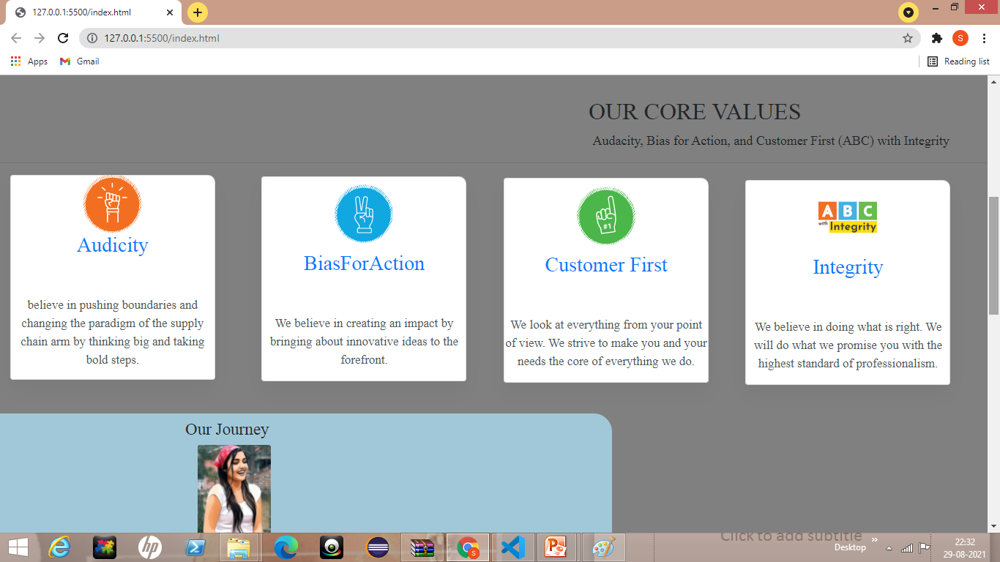 127.0.0.1:5500/index.html
127.0.0.1:5500/index.html
S
Apps
Gmail
Reading list
OUR CORE VALUES
Audacity, Bias for Action, and Customer First (ABC) with Integrity
Audicity
believe in pushing boundaries and
changing the paradigm of the supply
chain arm by thinking big and taking
bold steps.
BiasForAction
We believe in creating an impact by
bringing about innovative ideas to the
forefront.
#1
Customer First
We look at everything from your point
of view. We strive to make you and your
needs the core of everything we do.
A B C
with Integrity
Integrity
We believe in doing what is right. We
will do what we promise you with the
highest standard of professionalism.
Our Journey
Click to add subtitle
hp
S
Desktop
22:32
29-08-2021